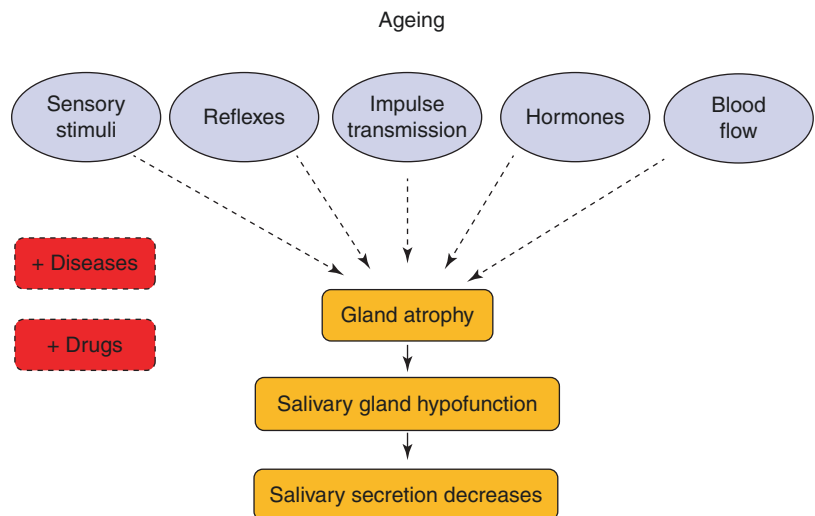 Ageing
Sensory
stimuli
Reflexes
Impulse
transmission
Hormones
Blood
flow
+ Diseases
+ Drugs
Gland atrophy
Salivary gland hypofunction
Salivary secretion decreases